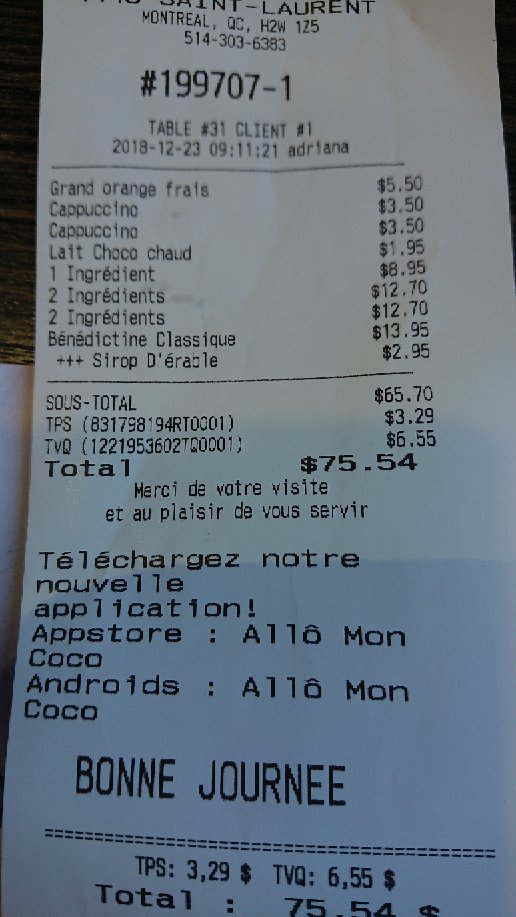 SAINT-LAURENT
MONTREAL, QC, H2W 1Z5
514-303-6383
#199707-1
TABLE #31 CLIENT #1
2018-12-23 09:11:21 adriana
Grand orange frais $5.50
Cappuccino $3.50
Cappuccino $3.50
Lait Choco chaud $1.95
1 Ingrédient $8.95
2 Ingrédients $12.70
2 Ingrédients $12.70
Bénédictine Classique $13.95
+++ Sirop D'érable $2.95
SOUS-TOTAL $65.70
TPS (831798194RT0001) $3.29
TVQ (1221953602TQ0001) $6.55
Total $75.54
Merci de votre visite
et au plaisir de vous servir
Téléchargez notre
nouvelle
application!
Appstore : Allô Mon
Coco
Androids : Allô Mon
Coco
BONNE JOURNEE
TPS: 3,29 $ TVQ: 6,55 $
Total : 75.54 $